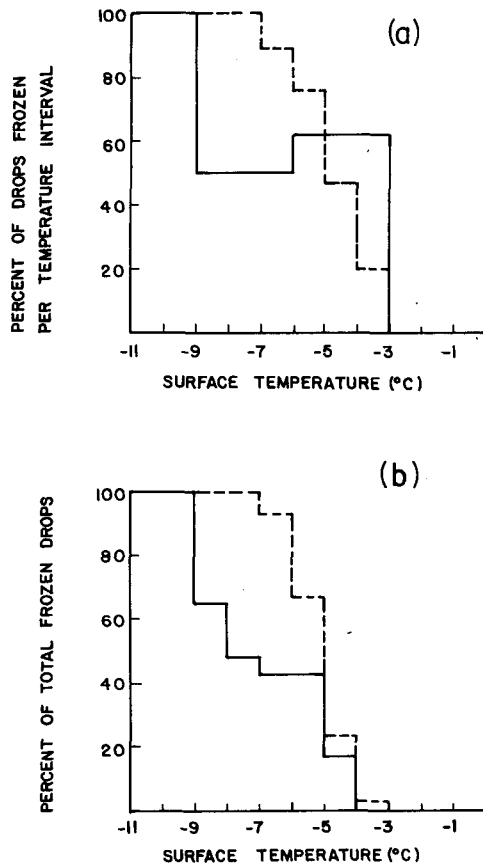 (a)
PERCENT OF DROPS FROZEN
PER TEMPERATURE INTERVAL
100
80
60
40
20
-11 -9 -7 -5 -3 -1
SURFACE TEMPERATURE (°C)
(b)
PERCENT OF TOTAL FROZEN DROPS
100
80
60
40
20
-11 -9 -7 -5 -3 -1
SURFACE TEMPERATURE (°C)